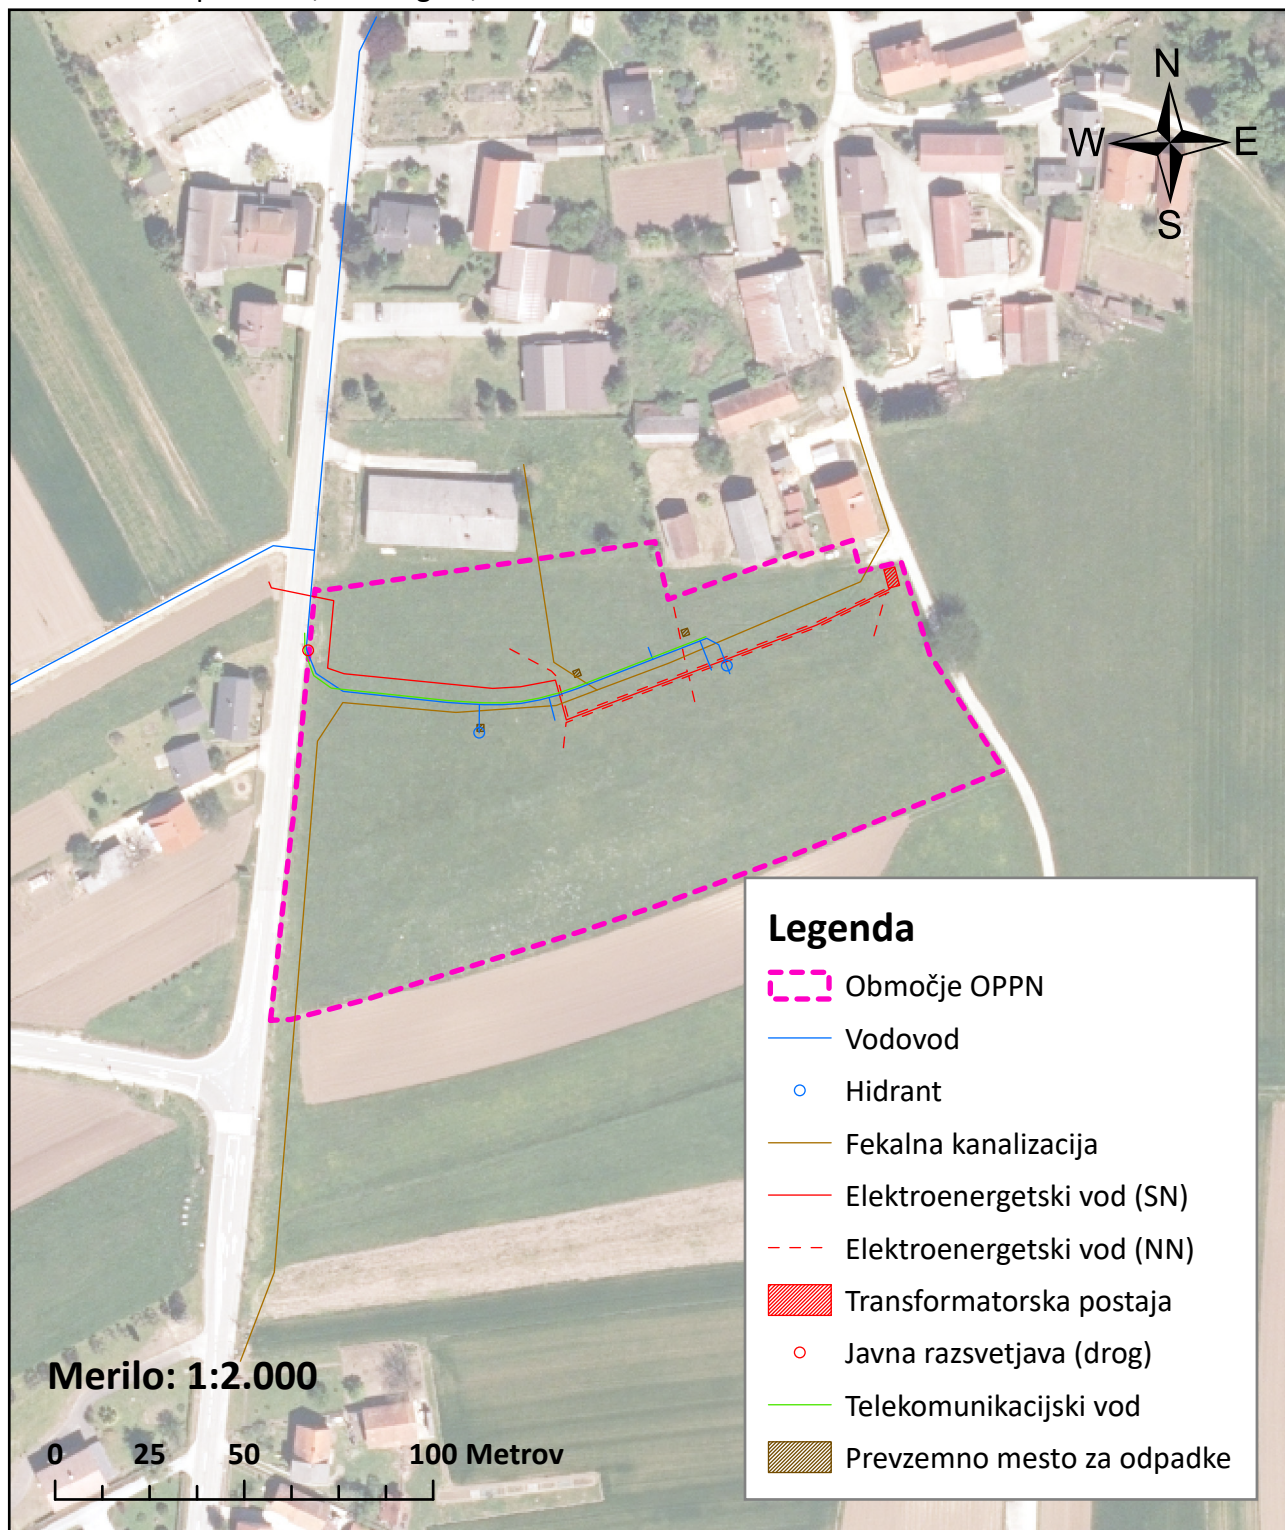 N
W E
S
Legenda
Območje OPPN
Vodovod
Hidrant
Fekalna kanalizacija
Elektroenergetski vod (SN)
Elektroenergetski vod (NN)
Transformatorska postaja
Javna razsvetjava (drog)
Telekomunikacijski vod
Prevzemno mesto za odpadke
Merilo: 1:2.000
0 25 50 100 Metrov